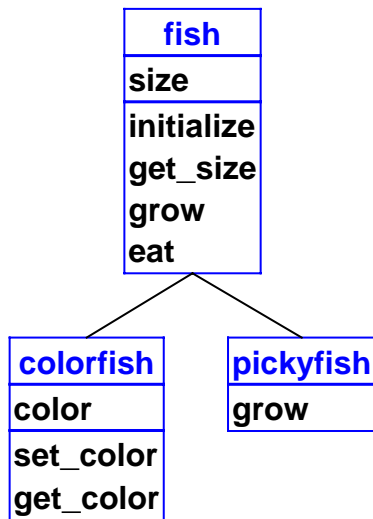 fish
size
initialize
get_size
grow
eat
colorfish
color
set_color
get_color
pickyfish
grow